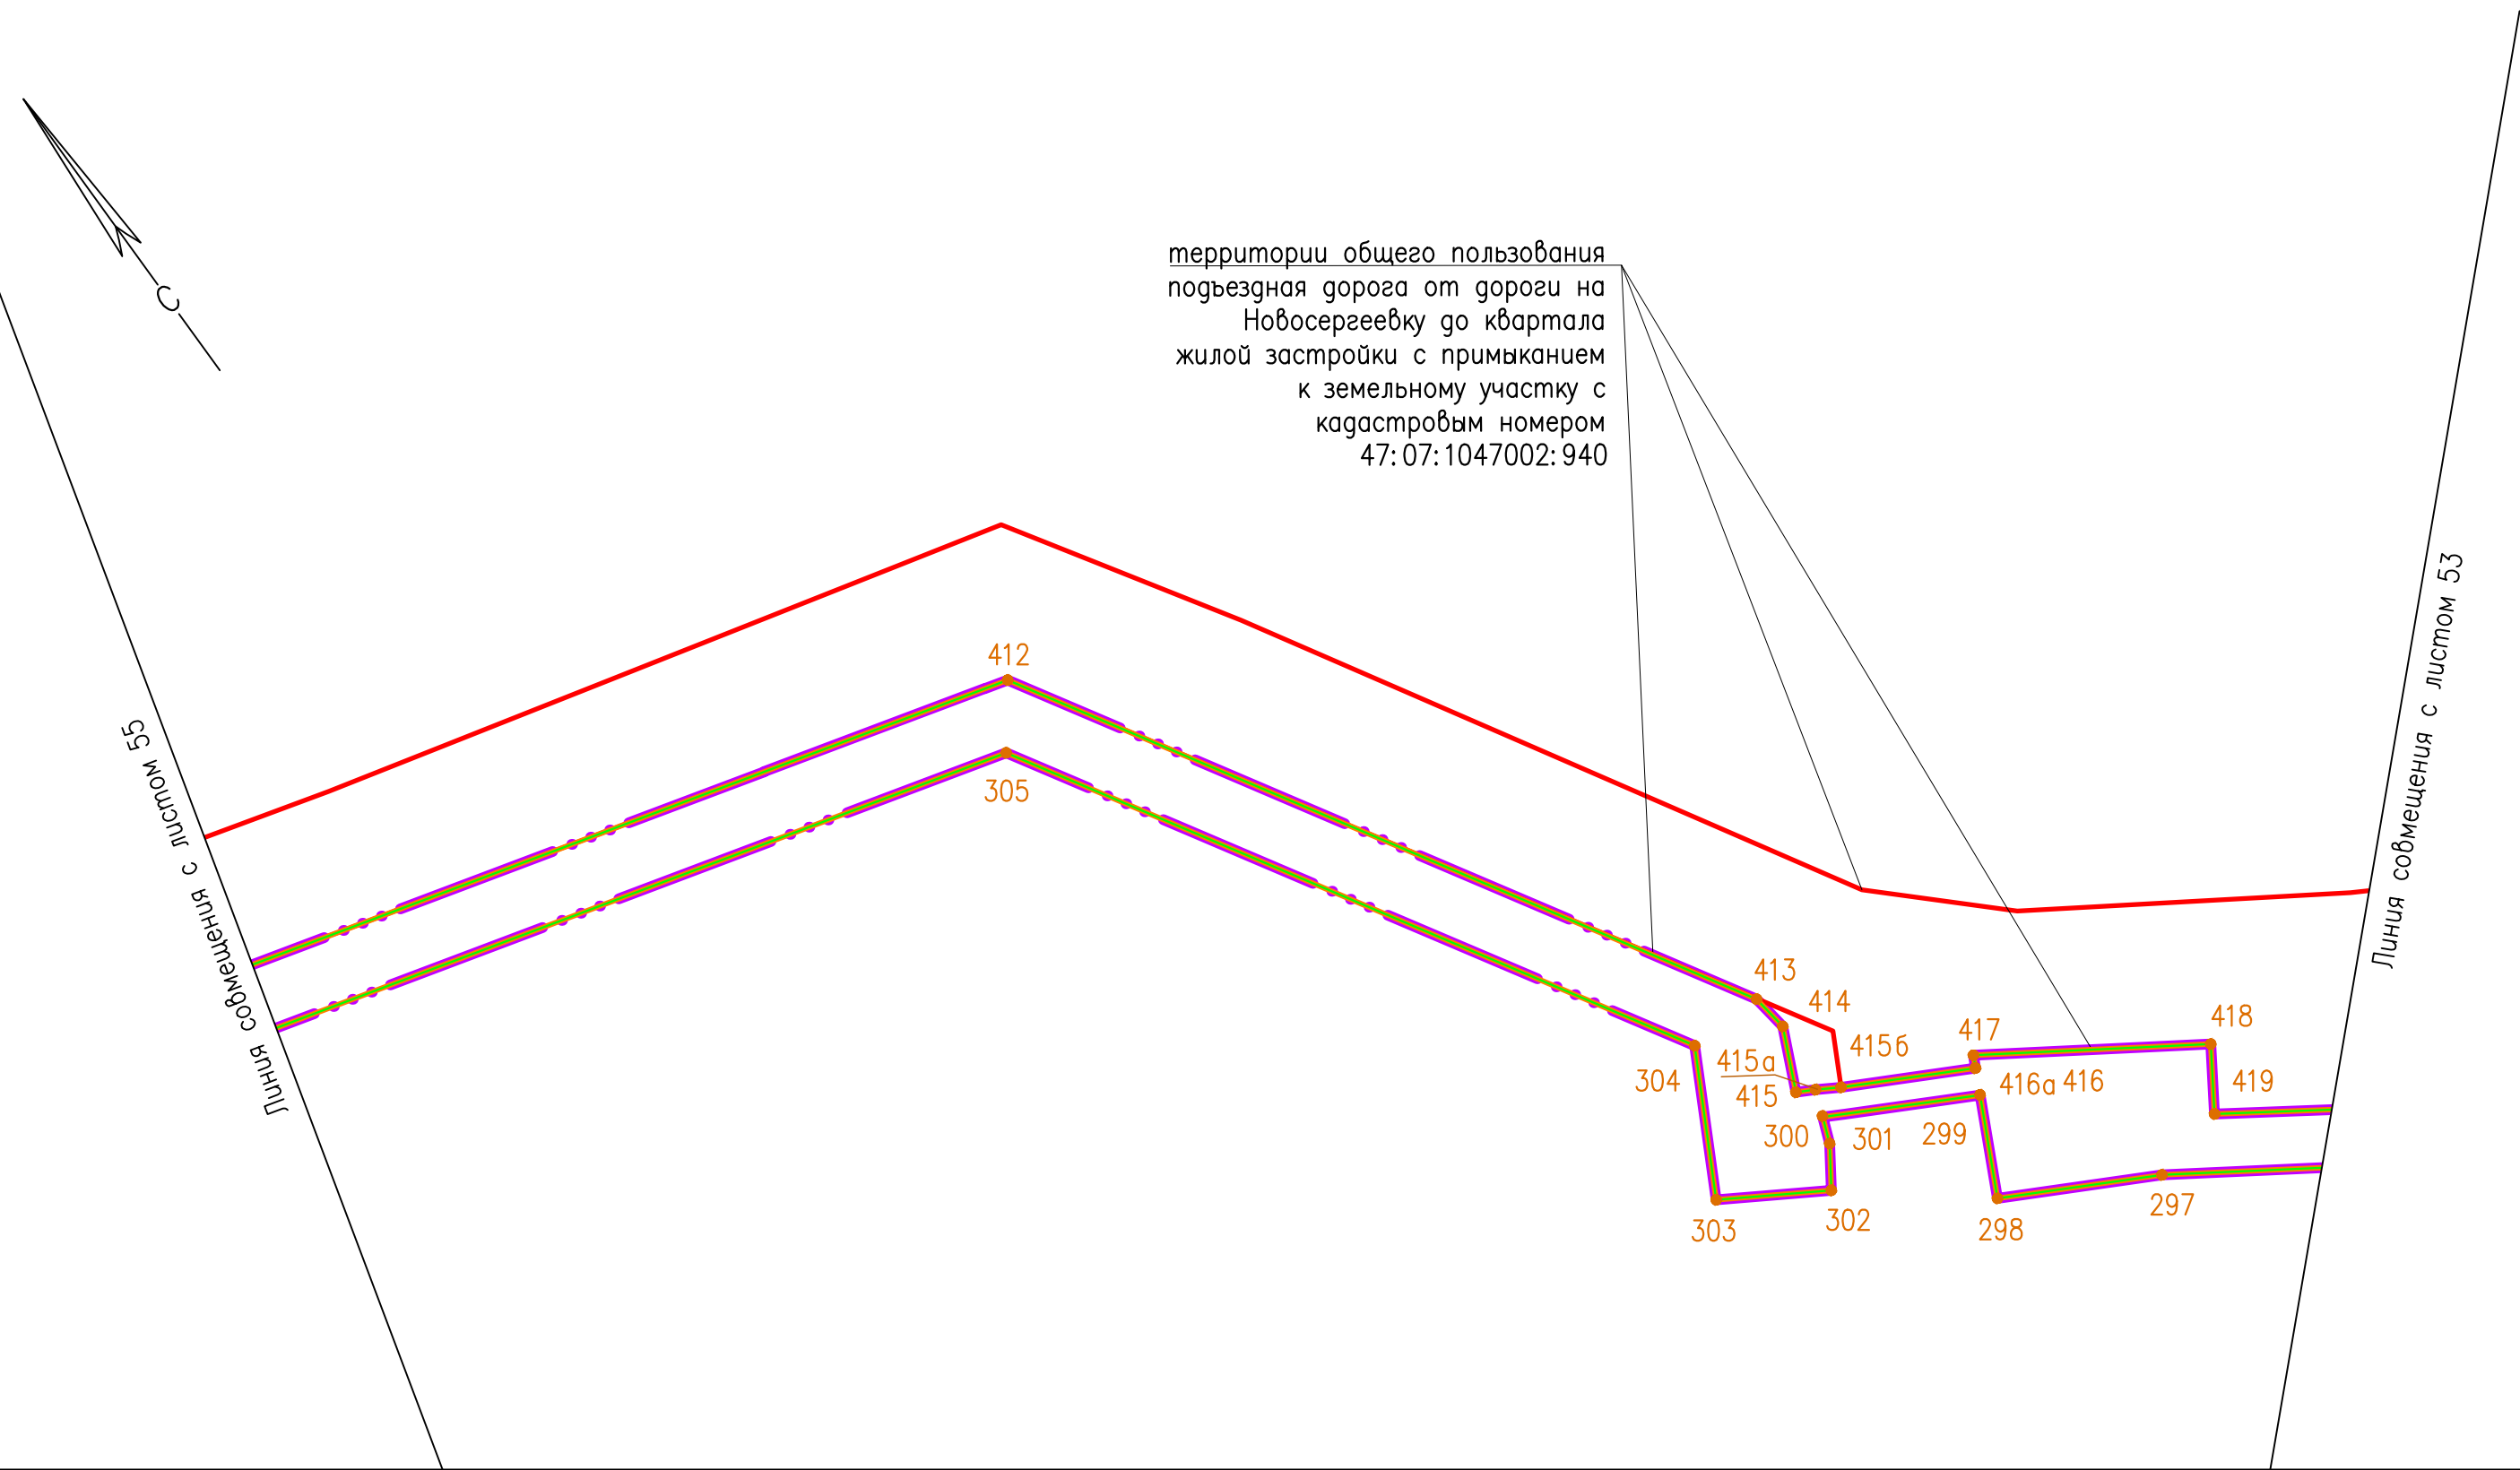 С
территории общего пользования
подъездная дорога от дороги на
Новосергеевку до квартала
жилой застройки с примыканием
к земельному участку с
кадастровым номером
47:07:1047002:940
Линия совмещения с листом 55
Линия совмещения с листом 53
412
305
413
414
415б
415а
415
304
417
418
416а
416
419
300
301
299
303
302
298
297